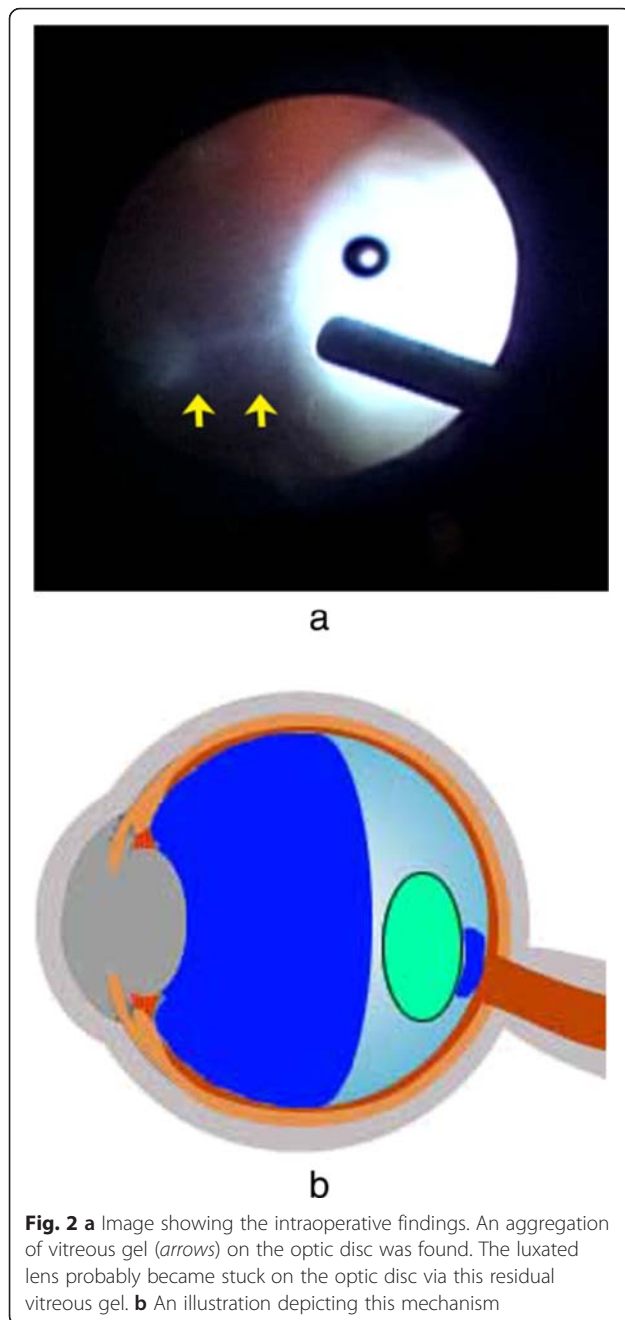 a
b
Fig. 2 a Image showing the intraoperative findings. An aggregation
of vitreous gel (arrows) on the optic disc was found. The luxated
lens probably became stuck on the optic disc via this residual
vitreous gel. b An illustration depicting this mechanism